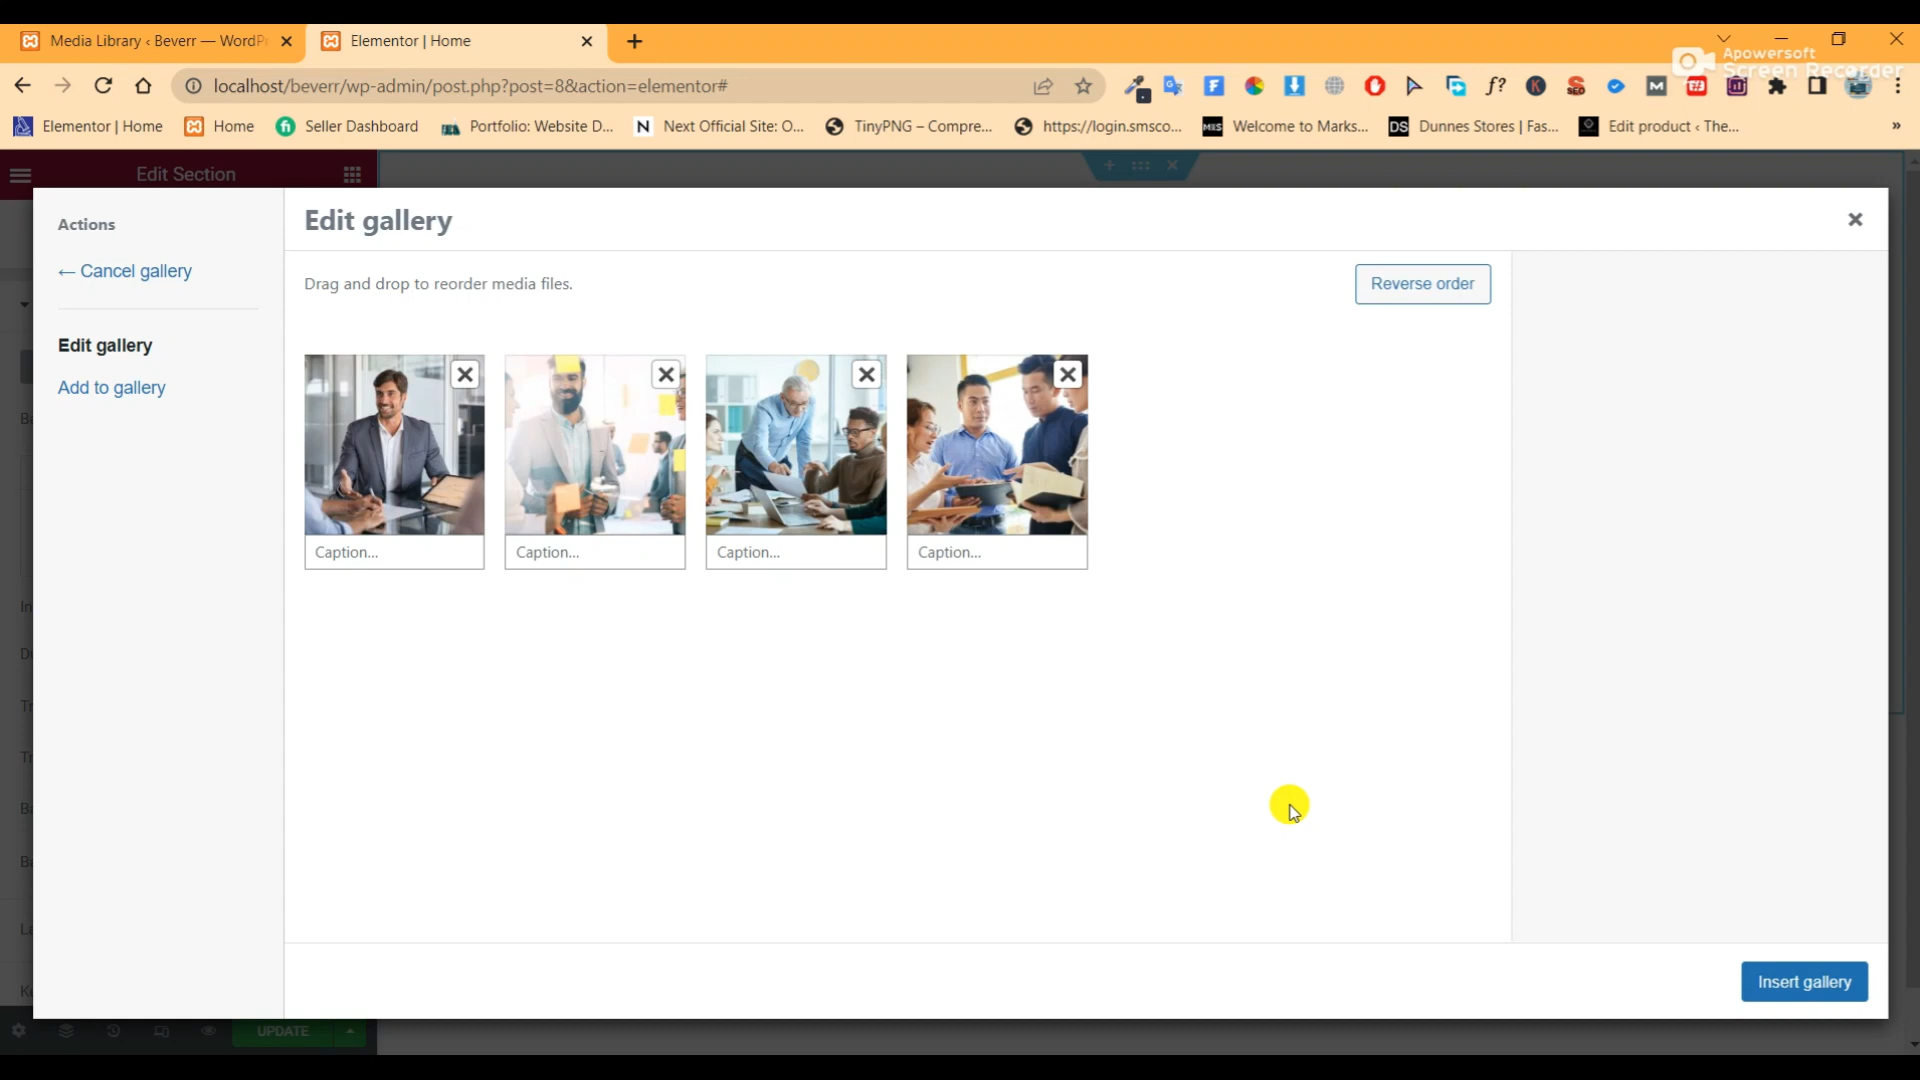 Media Library ‹ Beverr — WordPr
Elementor | Home
Apowersoft
Screen Recorder
localhost/beverr/wp-admin/post.php?post=8&action=elementor#
Elementor | Home
Home
Seller Dashboard
Portfolio: Website D...
Next Official Site: O...
TinyPNG – Compre...
https://login.smsco...
Welcome to Marks...
Dunnes Stores | Fas...
Edit product ‹ The...
»
Edit Section
Actions
Edit gallery
← Cancel gallery
Drag and drop to reorder media files.
Reverse order
Edit gallery
Add to gallery
Caption...
Caption...
Caption...
Caption...
Insert gallery
UPDATE